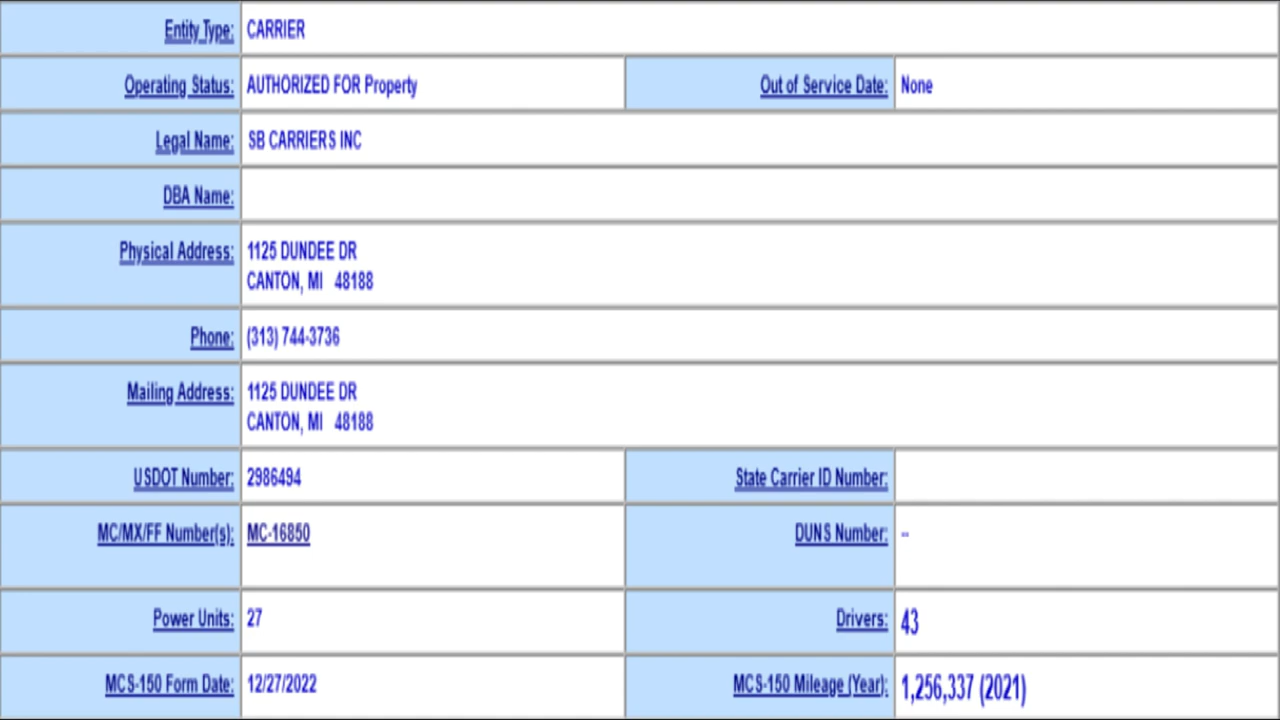 Entity Type: CARRIER
Operating Status: AUTHORIZED FOR Property Out of Service Date: None
Legal Name: SB CARRIERS INC
DBA Name:
Physical Address: 1125 DUNDEE DR
CANTON, MI 48188
Phone: (313) 744-3736
Mailing Address: 1125 DUNDEE DR
CANTON, MI 48188
USDOT Number: 2986494 State Carrier ID Number:
MC/MX/FF Number(s): MC-16850 DUNS Number: --
Power Units: 27 Drivers: 43
MCS-150 Form Date: 12/27/2022 MCS-150 Mileage (Year): 1,256,337 (2021)